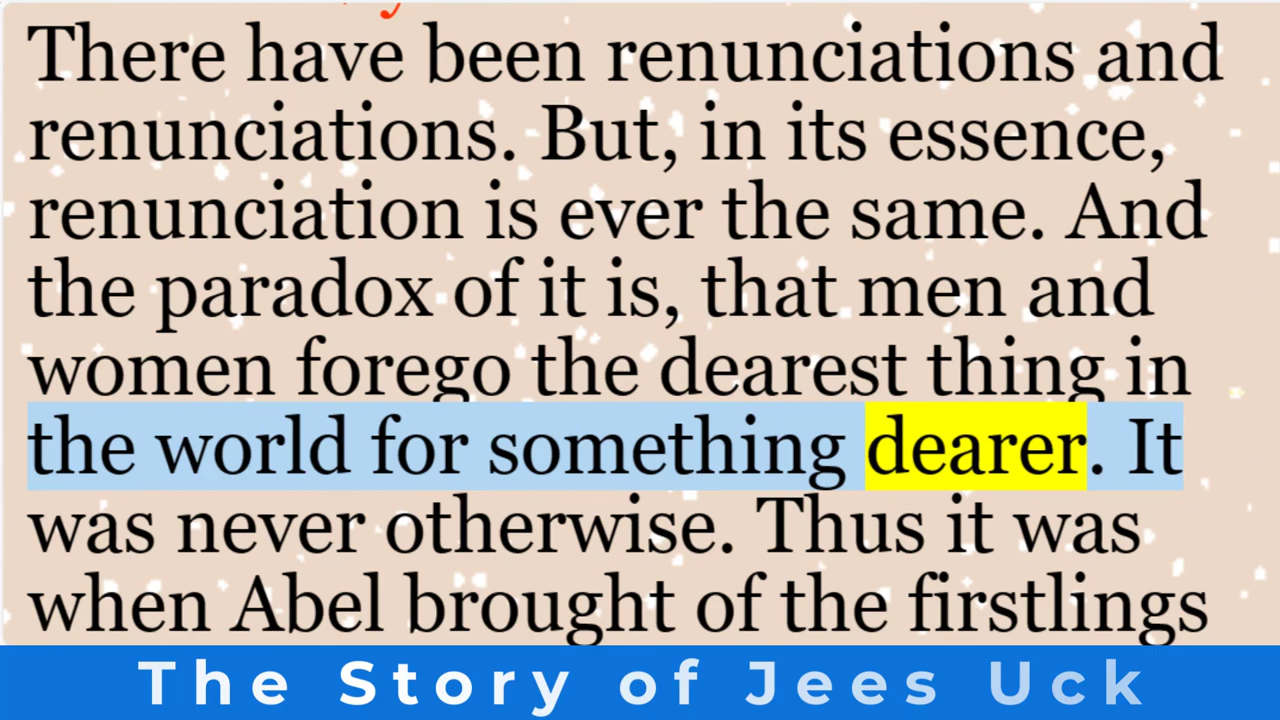 There have been renunciations and
renunciations. But, in its essence,
renunciation is ever the same. And
the paradox of it is, that men and
women forego the dearest thing in
the world for something dearer. It
was never otherwise. Thus it was
when Abel brought of the firstlings
The Story of Jees Uck